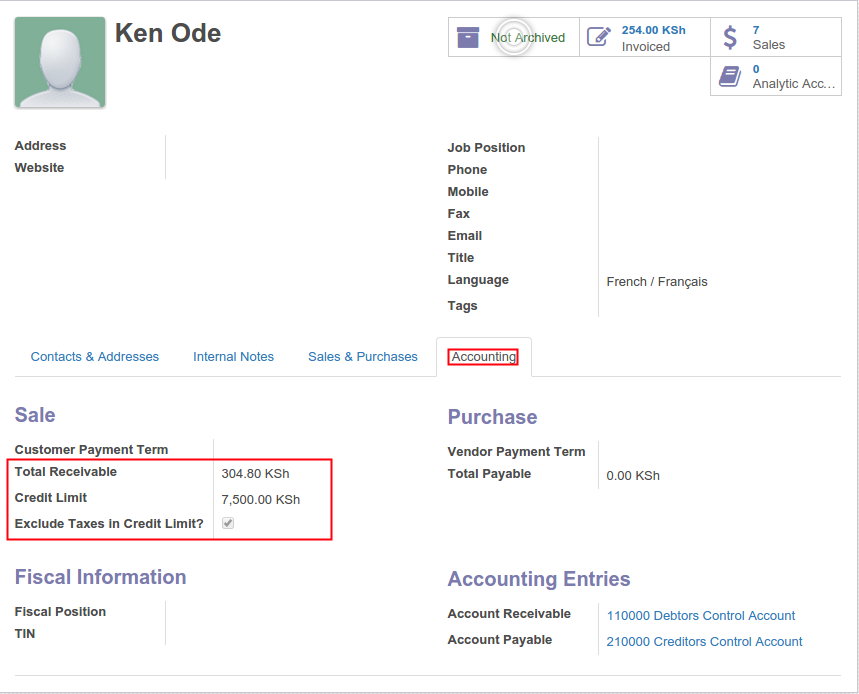 Ken Ode
Not Archived
254.00 KSh
Invoiced
7
Sales
0
Analytic Acc...
Address
Website
Job Position
Phone
Mobile
Fax
Email
Title
Language French / Français
Tags
Contacts & Addresses Internal Notes Sales & Purchases Accounting
Sale
Customer Payment Term
Total Receivable 304.80 KSh
Credit Limit 7,500.00 KSh
Exclude Taxes in Credit Limit?
Purchase
Vendor Payment Term
Total Payable 0.00 KSh
Fiscal Information
Fiscal Position
TIN
Accounting Entries
Account Receivable 110000 Debtors Control Account
Account Payable 210000 Creditors Control Account